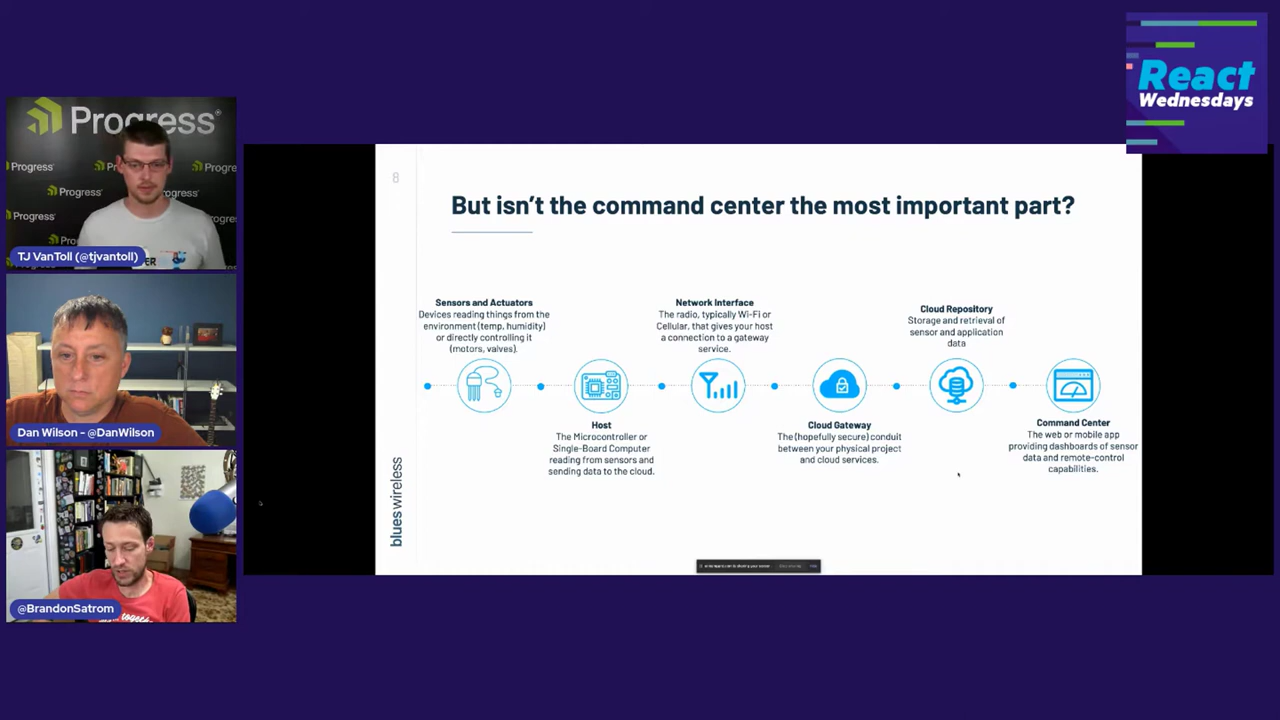 React
Wednesdays
Progress
Progress
Progress
Progress
Progress
TJ VanToll (@tjvantoll)
Dan Wilson - @DanWilson
@BrandonSatrom
8
But isn't the command center the most important part?
Sensors and Actuators
Devices reading things from the
environment (temp, humidity)
or directly controlling it
(motors, valves).
Host
The Microcontroller or
Single-Board Computer
reading from sensors and
sending data to the cloud.
Network Interface
The radio, typically Wi-Fi or
Cellular, that gives your host
a connection to a gateway
service.
Cloud Gateway
The (hopefully secure) conduit
between your physical project
and cloud services.
Cloud Repository
Storage and retrieval of
sensor and application
data
Command Center
The web or mobile app
providing dashboards of sensor
data and remote-control
capabilities.
blues wireless